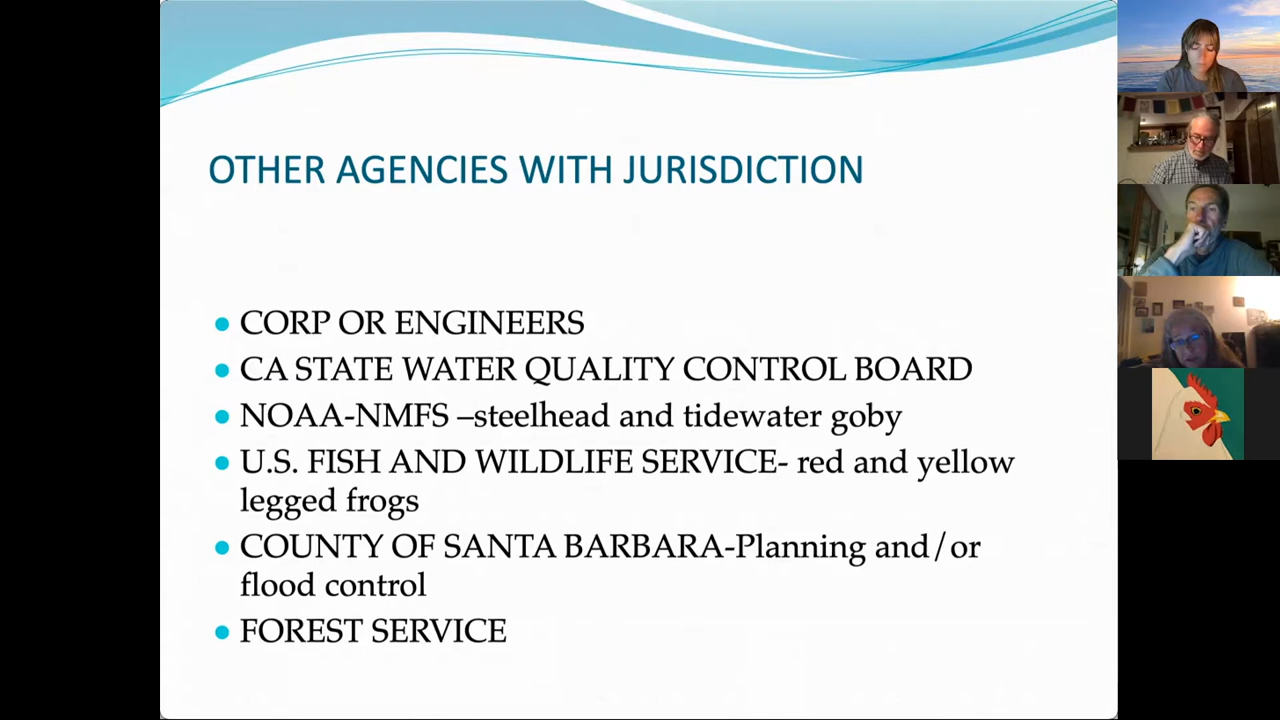 OTHER AGENCIES WITH JURISDICTION
• CORP OR ENGINEERS
• CA STATE WATER QUALITY CONTROL BOARD
• NOAA-NMFS –steelhead and tidewater goby
• U.S. FISH AND WILDLIFE SERVICE- red and yellow
legged frogs
• COUNTY OF SANTA BARBARA-Planning and/or
flood control
• FOREST SERVICE